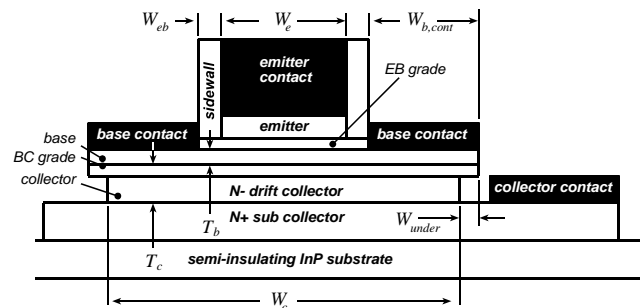 W_eb
W_e
W_b,cont
emitter
contact
sidewall
EB grade
emitter
base contact
base contact
base
BC grade
collector
N- drift collector
collector contact
T_b
N+ sub collector
W_under
T_c
semi-insulating InP substrate
W_c